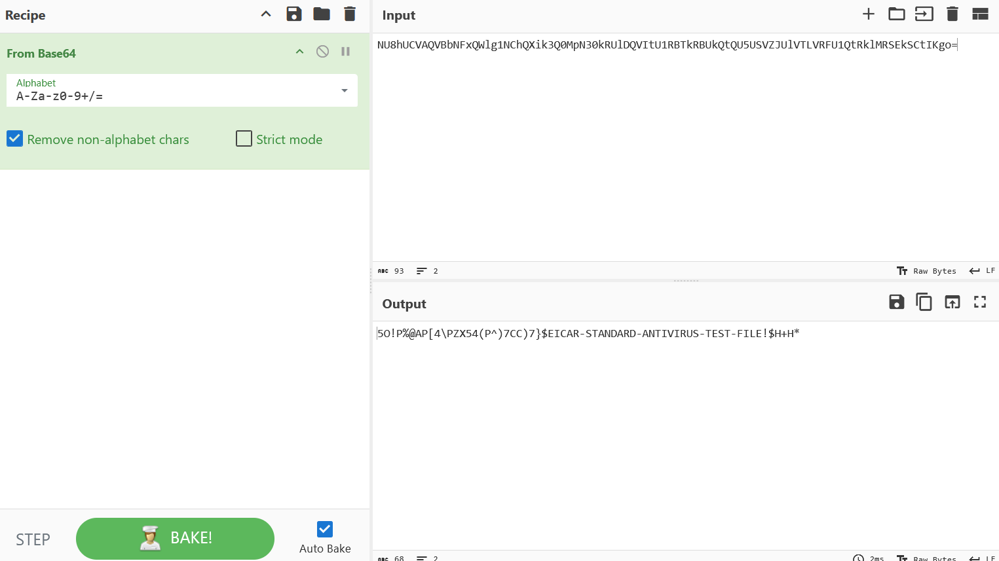 Recipe
From Base64
Alphabet
A-Za-z0-9+/=
Remove non-alphabet chars
Strict mode
STEP
BAKE!
Auto Bake
Input
NU8hUCVAQVBbNFxQWlg1NChQXik3Q0MpN30kRUlDQVItU1RBTkRBUkQtQU5USVZJUlVTLVRFU1QtRklMRSEkSCtIKgo=
ABC 93 2 Raw Bytes LF
Output
5O!P%@AP[4\PZX54(P^)7CC)7}$EICAR-STANDARD-ANTIVIRUS-TEST-FILE!$H+H*
ABC 68 2 2ms Raw Bytes LF